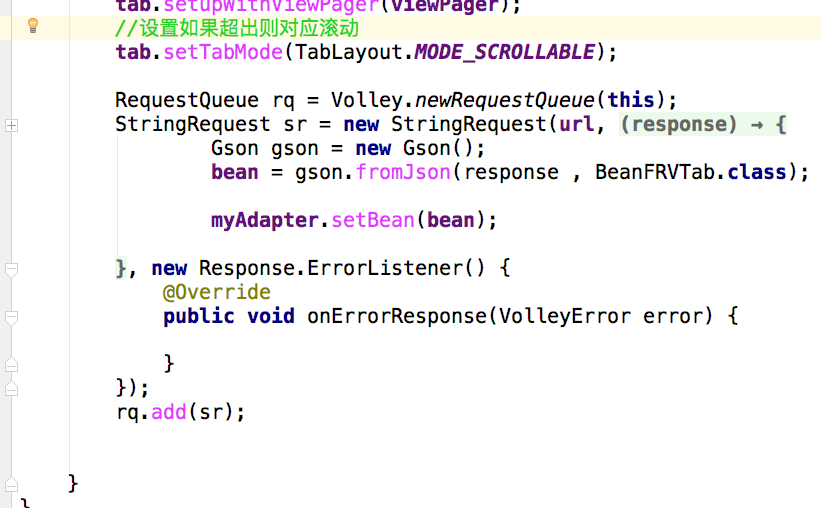 tab.setupWithViewPager(viewPager);
//设置如果超出则对应滚动
tab.setTabMode(TabLayout.MODE_SCROLLABLE);
RequestQueue rq = Volley.newRequestQueue(this);
StringRequest sr = new StringRequest(url, (response) → {
Gson gson = new Gson();
bean = gson.fromJson(response , BeanFRVTab.class);
myAdapter.setBean(bean);
}, new Response.ErrorListener() {
@Override
public void onErrorResponse(VolleyError error) {
}
});
rq.add(sr);
}
}